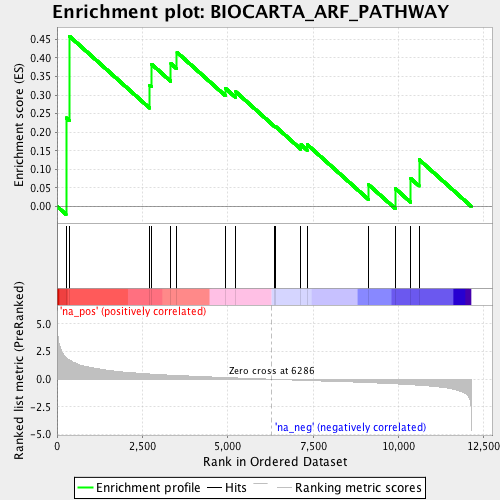 Enrichment plot: BIOCARTA_ARF_PATHWAY
Enrichment score (ES)
0.45
0.40
0.35
0.30
0.25
0.20
0.15
0.10
0.05
0.00
'na_pos' (positively correlated)
Ranked list metric (PreRanked)
5.0
2.5
0.0
-2.5
-5.0
Zero cross at 6286
'na_neg' (negatively correlated)
0
2,500
5,000
7,500
10,000
12,500
Rank in Ordered Dataset
Enrichment profile
Hits
Ranking metric scores